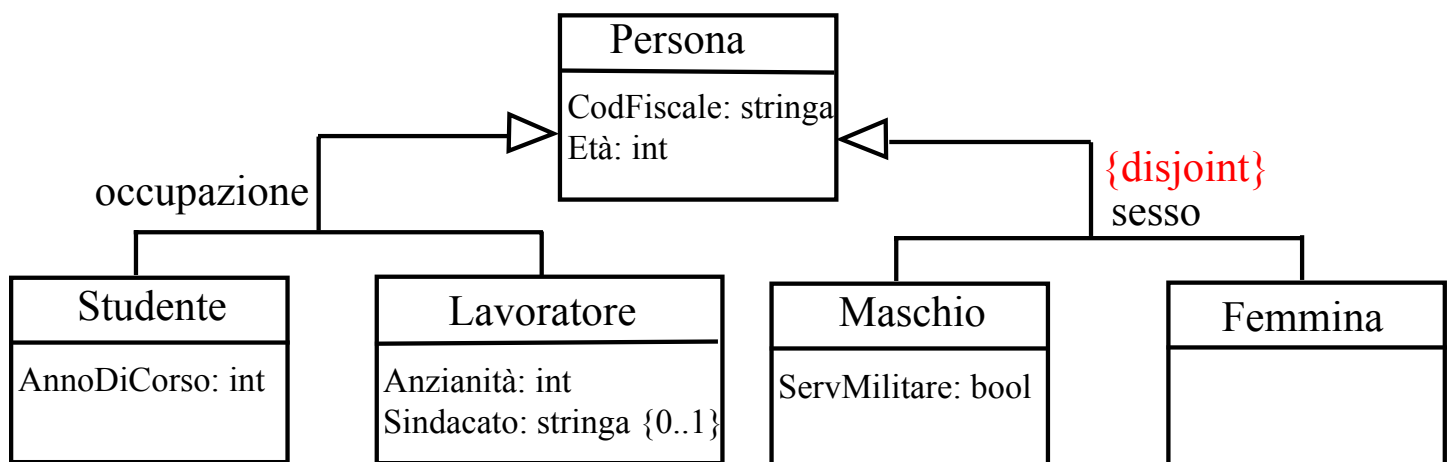 Persona
CodFiscale: stringa
Età: int
occupazione
{disjoint}
sesso
Studente
AnnoDiCorso: int
Lavoratore
Anzianità: int
Sindacato: stringa {0..1}
Maschio
ServMilitare: bool
Femmina